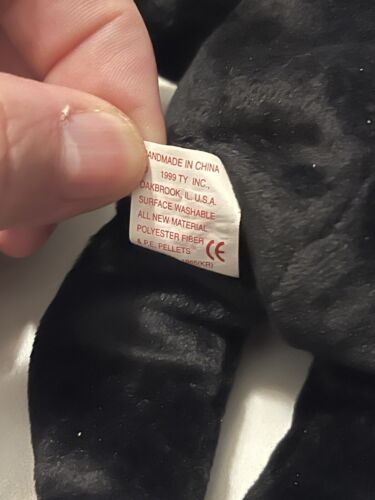 HANDMADE IN CHINA
1999 TY INC.,
OAKBROOK, IL. U.S.A.
SURFACE WASHABLE
ALL NEW MATERIAL
POLYESTER FIBER
& P.E. PELLETS CE